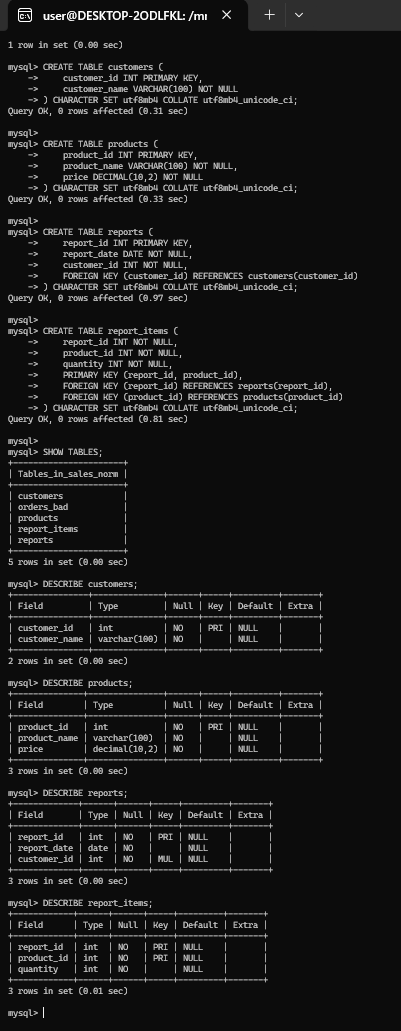 user@DESKTOP-2ODLFKL: /mi
1 row in set (0.00 sec)
mysql> CREATE TABLE customers (
    ->     customer_id INT PRIMARY KEY,
    ->     customer_name VARCHAR(100) NOT NULL
    -> ) CHARACTER SET utf8mb4 COLLATE utf8mb4_unicode_ci;
Query OK, 0 rows affected (0.31 sec)
mysql>
mysql> CREATE TABLE products (
    ->     product_id INT PRIMARY KEY,
    ->     product_name VARCHAR(100) NOT NULL,
    ->     price DECIMAL(10,2) NOT NULL
    -> ) CHARACTER SET utf8mb4 COLLATE utf8mb4_unicode_ci;
Query OK, 0 rows affected (0.33 sec)
mysql>
mysql> CREATE TABLE reports (
    ->     report_id INT PRIMARY KEY,
    ->     report_date DATE NOT NULL,
    ->     customer_id INT NOT NULL,
    ->     FOREIGN KEY (customer_id) REFERENCES customers(customer_id)
    -> ) CHARACTER SET utf8mb4 COLLATE utf8mb4_unicode_ci;
Query OK, 0 rows affected (0.97 sec)
mysql>
mysql> CREATE TABLE report_items (
    ->     report_id INT NOT NULL,
    ->     product_id INT NOT NULL,
    ->     quantity INT NOT NULL,
    ->     PRIMARY KEY (report_id, product_id),
    ->     FOREIGN KEY (report_id) REFERENCES reports(report_id),
    ->     FOREIGN KEY (product_id) REFERENCES products(product_id)
    -> ) CHARACTER SET utf8mb4 COLLATE utf8mb4_unicode_ci;
Query OK, 0 rows affected (0.81 sec)
mysql>
mysql> SHOW TABLES;
+----------------------+
| Tables_in_sales_norm |
+----------------------+
| customers            |
| orders_bad           |
| products             |
| report_items         |
| reports              |
+----------------------+
5 rows in set (0.00 sec)
mysql> DESCRIBE customers;
+---------------+--------------+------+-----+---------+-------+
| Field         | Type         | Null | Key | Default | Extra |
+---------------+--------------+------+-----+---------+-------+
| customer_id   | int          | NO   | PRI | NULL    |       |
| customer_name | varchar(100) | NO   |     | NULL    |       |
+---------------+--------------+------+-----+---------+-------+
2 rows in set (0.00 sec)
mysql> DESCRIBE products;
+--------------+---------------+------+-----+---------+-------+
| Field        | Type          | Null | Key | Default | Extra |
+--------------+---------------+------+-----+---------+-------+
| product_id   | int           | NO   | PRI | NULL    |       |
| product_name | varchar(100)  | NO   |     | NULL    |       |
| price        | decimal(10,2) | NO   |     | NULL    |       |
+--------------+---------------+------+-----+---------+-------+
3 rows in set (0.00 sec)
mysql> DESCRIBE reports;
+-------------+------+------+-----+---------+-------+
| Field       | Type | Null | Key | Default | Extra |
+-------------+------+------+-----+---------+-------+
| report_id   | int  | NO   | PRI | NULL    |       |
| report_date | date | NO   |     | NULL    |       |
| customer_id | int  | NO   | MUL | NULL    |       |
+-------------+------+------+-----+---------+-------+
3 rows in set (0.00 sec)
mysql> DESCRIBE report_items;
+------------+------+------+-----+---------+-------+
| Field      | Type | Null | Key | Default | Extra |
+------------+------+------+-----+---------+-------+
| report_id  | int  | NO   | PRI | NULL    |       |
| product_id | int  | NO   | PRI | NULL    |       |
| quantity   | int  | NO   |     | NULL    |       |
+------------+------+------+-----+---------+-------+
3 rows in set (0.01 sec)
mysql>